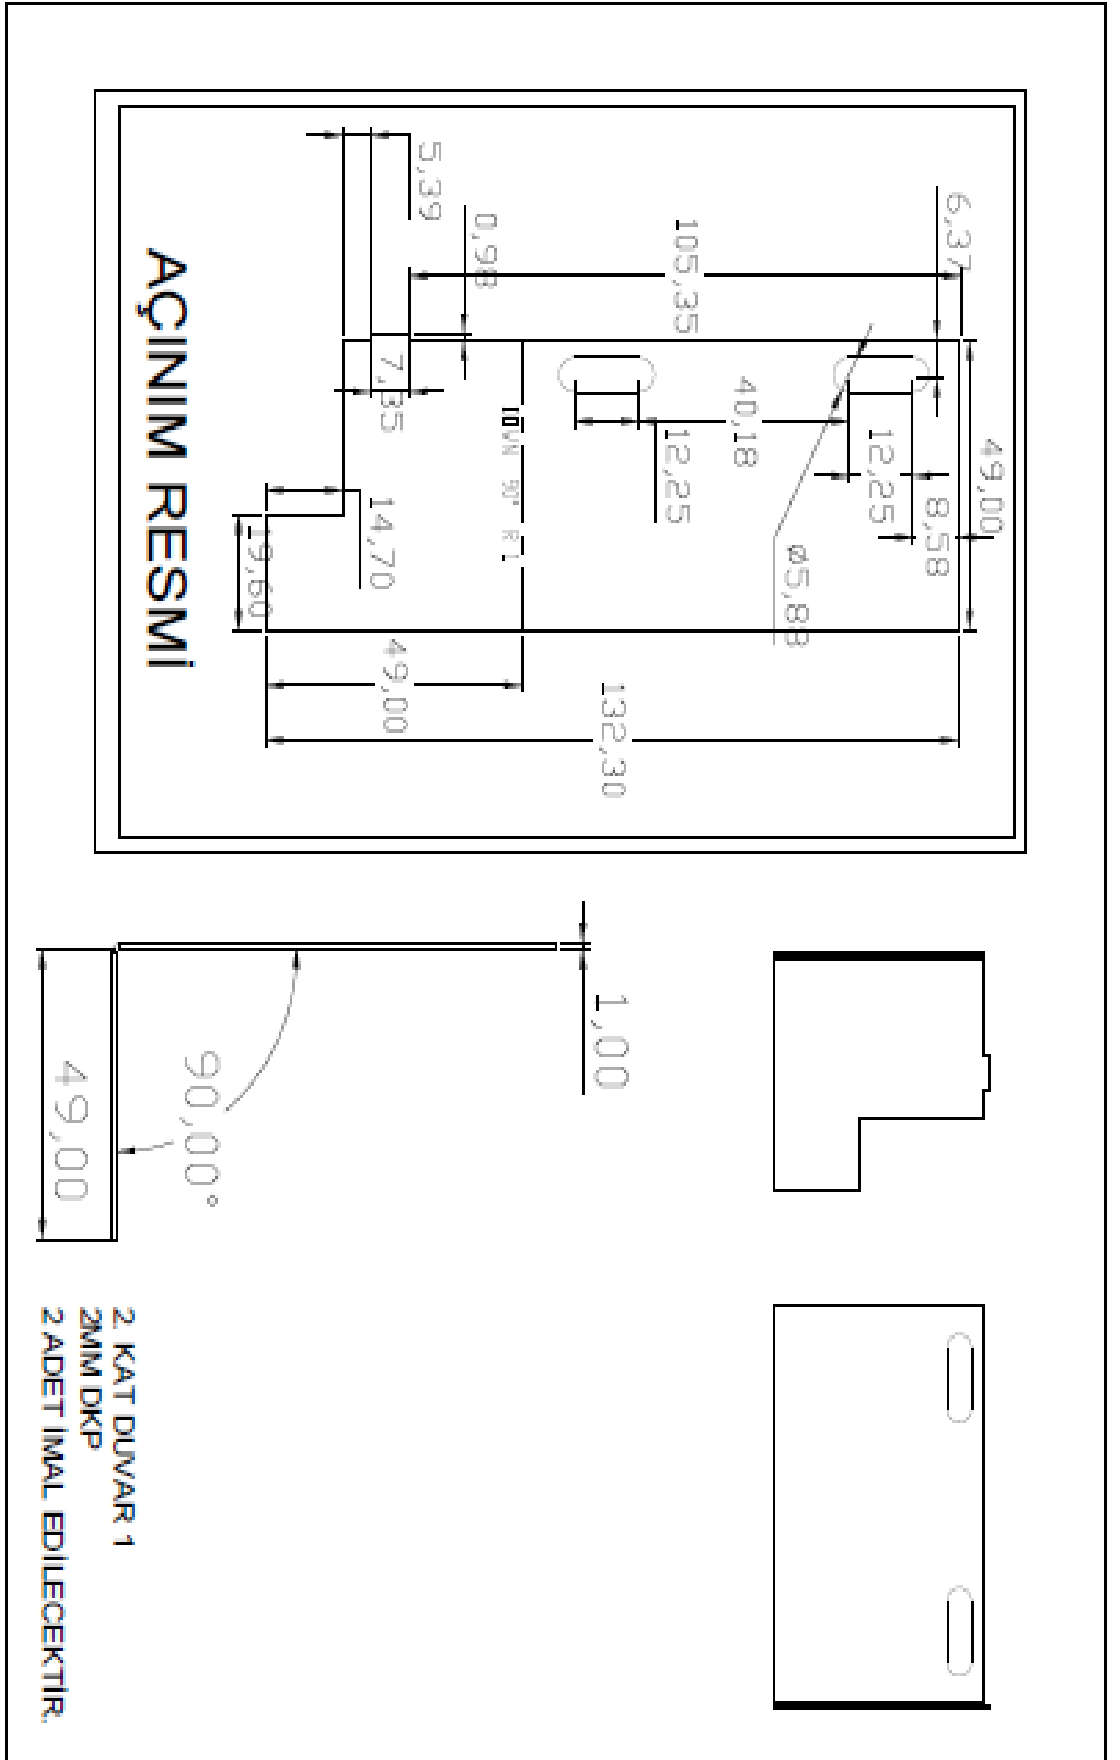 6,37
49,00
8,58
12,25
40,18
12,25
Ø5,88
105,35
0,98
5,39
7,35
DOWN 90° R 1
14,70
19,60
49,00
132,30
AÇINIM RESMİ
1,00
90,00°
49,00
2. KAT DUVAR 1
2MM DKP
2 ADET İMAL EDİLECEKTİR.